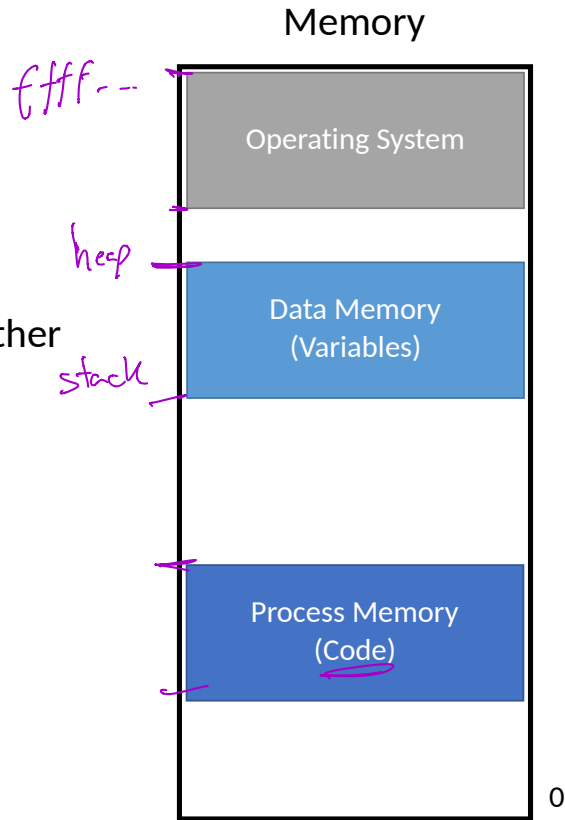 Memory
ffff---
Operating System
heap
Data Memory
(Variables)
ther
stack
Process Memory
(Code)
0